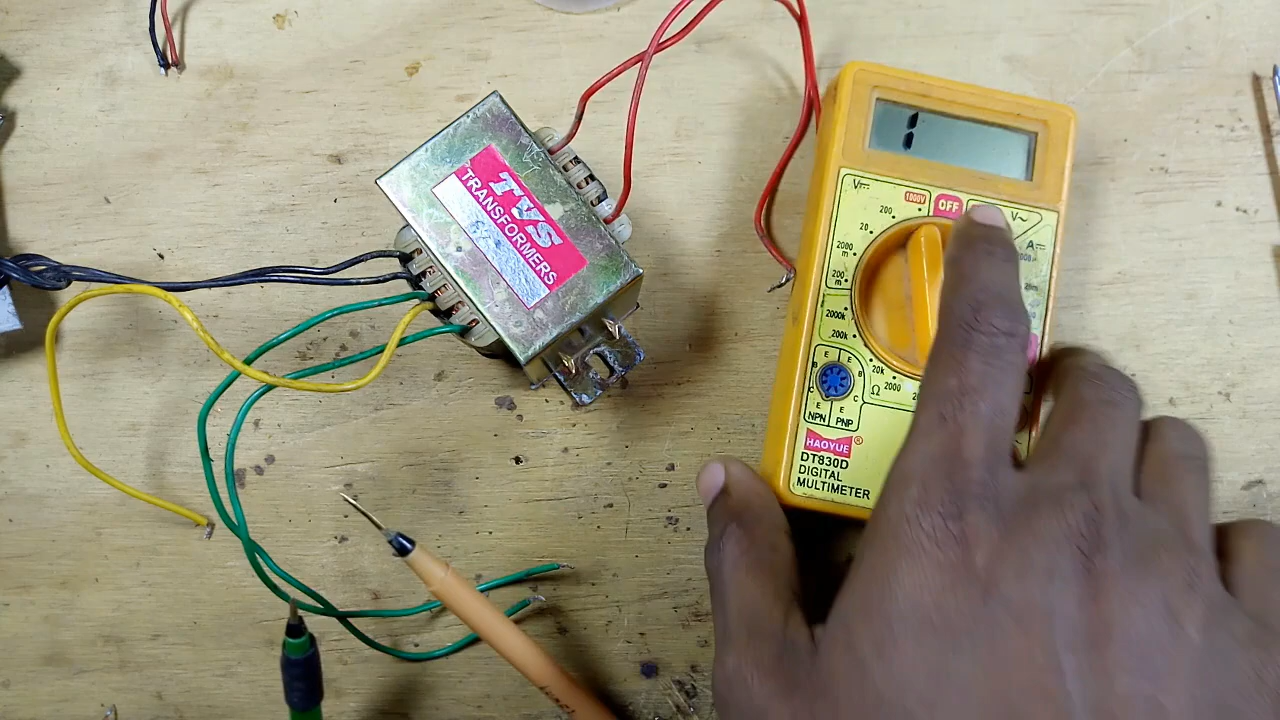 TVS
TRANSFORMERS
V⎓
1000V
OFF
V~
200
20
A⎓
2000
m
200
m
2000k
200k
20k
Ω
2000
E
E
B
B
C
C
E
E
NPN
PNP
HAOYUE®
DT830D
DIGITAL
MULTIMETER